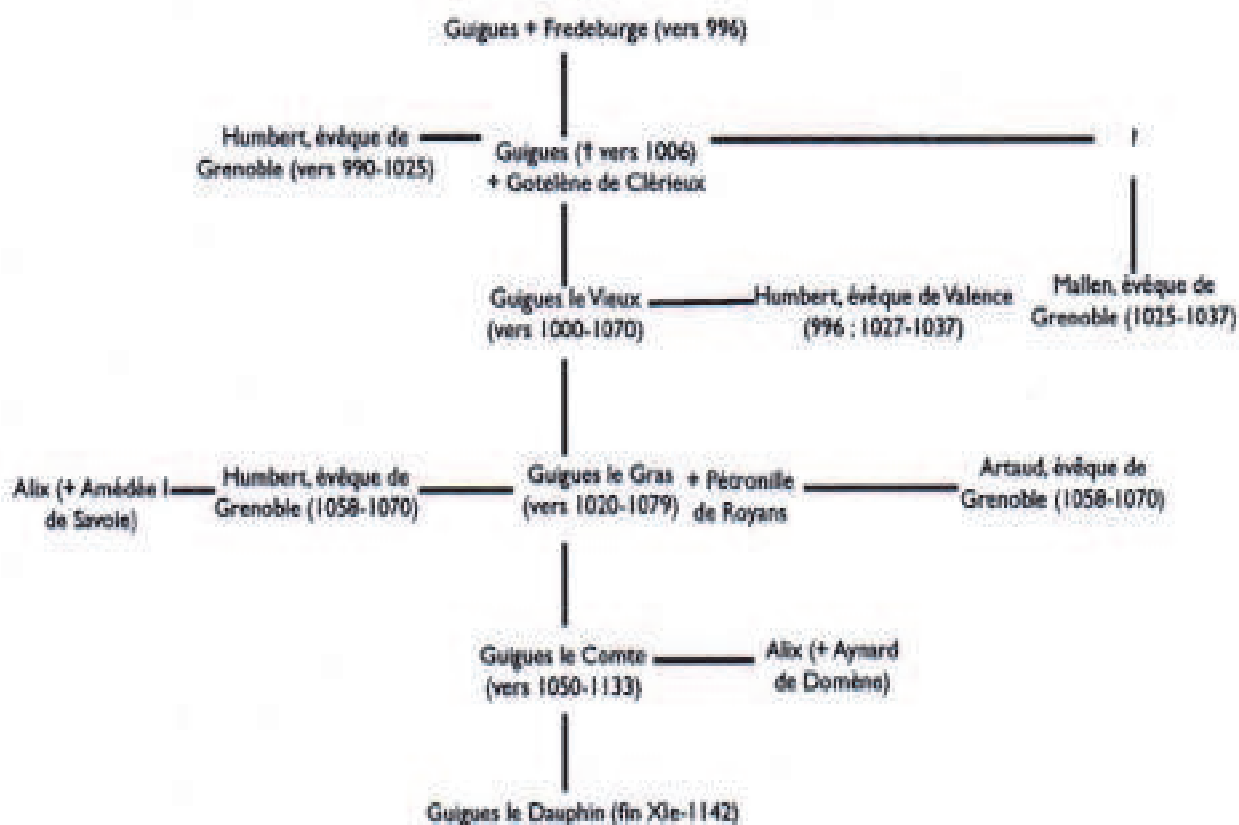 Guigues + Fredeburge (vers 996)
Humbert, évêque de
Grenoble (vers 990-1025)
Guigues († vers 1006)
+ Gotelène de Clérieux
?
Guigues le Vieux
(vers 1000-1070)
Humbert, évêque de Valence
(996 ; 1027-1037)
Mallen, évêque de
Grenoble (1025-1037)
Alix (+ Amédée I
de Savoie)
Humbert, évêque de
Grenoble (1058-1070)
Guigues le Gras
(vers 1020-1079)
+ Pétronille
de Royans
Artaud, évêque de
Grenoble (1058-1070)
Guigues le Comte
(vers 1050-1133)
Alix (+ Aynard
de Domène)
Guigues le Dauphin (fin XIe-1142)